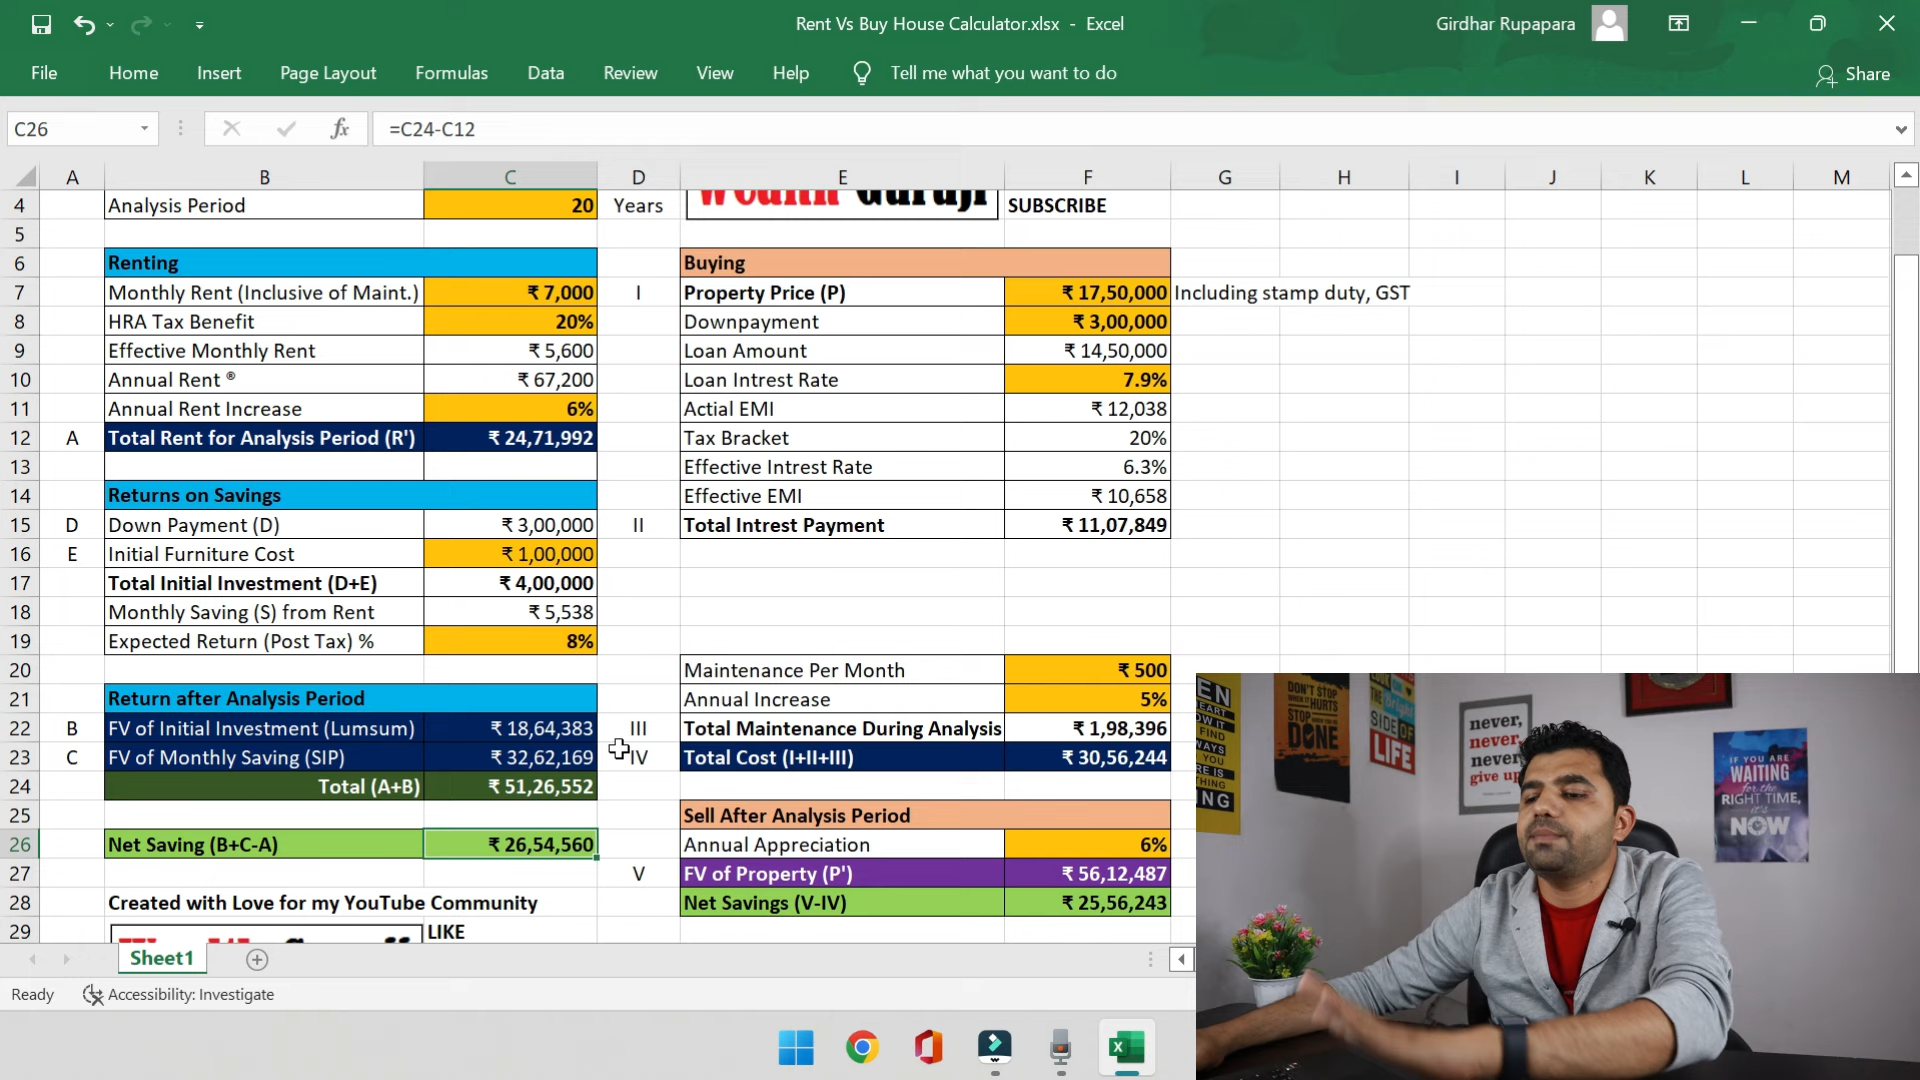 Rent Vs Buy House Calculator.xlsx - Excel
Girdhar Rupapara
File Home Insert Page Layout Formulas Data Review View Help Tell me what you want to do Share
C26 fx =C24-C12
A B C D E F G H I J K L M
4 Analysis Period 20 Years SUBSCRIBE
5
6 Renting Buying
7 Monthly Rent (Inclusive of Maint.) ₹ 7,000 I Property Price (P) ₹ 17,50,000 Including stamp duty, GST
8 HRA Tax Benefit 20% Downpayment ₹ 3,00,000
9 Effective Monthly Rent ₹ 5,600 Loan Amount ₹ 14,50,000
10 Annual Rent ® ₹ 67,200 Loan Intrest Rate 7.9%
11 Annual Rent Increase 6% Actial EMI ₹ 12,038
12 A Total Rent for Analysis Period (R') ₹ 24,71,992 Tax Bracket 20%
13 Effective Intrest Rate 6.3%
14 Returns on Savings Effective EMI ₹ 10,658
15 D Down Payment (D) ₹ 3,00,000 II Total Intrest Payment ₹ 11,07,849
16 E Initial Furniture Cost ₹ 1,00,000
17 Total Initial Investment (D+E) ₹ 4,00,000
18 Monthly Saving (S) from Rent ₹ 5,538
19 Expected Return (Post Tax) % 8%
20 Maintenance Per Month ₹ 500
21 Return after Analysis Period Annual Increase 5%
22 B FV of Initial Investment (Lumsum) ₹ 18,64,383 III Total Maintenance During Analysis ₹ 1,98,396
23 C FV of Monthly Saving (SIP) ₹ 32,62,169 IV Total Cost (I+II+III) ₹ 30,56,244
24 Total (A+B) ₹ 51,26,552
25 Sell After Analysis Period
26 Net Saving (B+C-A) ₹ 26,54,560 Annual Appreciation 6%
27 V FV of Property (P') ₹ 56,12,487
28 Created with Love for my YouTube Community Net Savings (V-IV) ₹ 25,56,243
29 LIKE
Sheet1
Ready Accessibility: Investigate
DON'T STOP
WHEN
STOP
WHEN YOU
DONE
the bright
SIDE OF
LIFE
never,
never,
never
give up
IF YOU ARE
WAITING
for the
RIGHT TIME,
IT'S
NOW